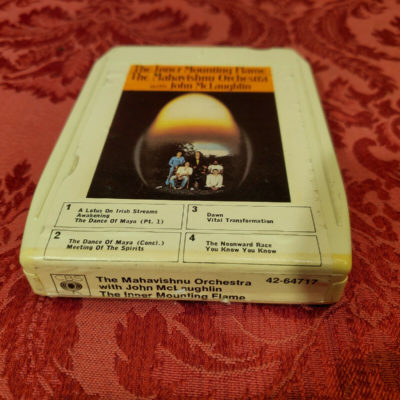 The Inner Mounting Flame
The Mahavishnu Orchestra
with John McLaughlin
1
A Lotus On Irish Streams
Awakening
The Dance Of Maya (Pt. 1)
2
The Dance Of Maya (Concl.)
Meeting Of The Spirits
3
Dawn
Vital Transformation
4
The Noonward Race
You Know You Know
CBS
The Mahavishnu Orchestra
with John McLaughlin
The Inner Mounting Flame
42-64717